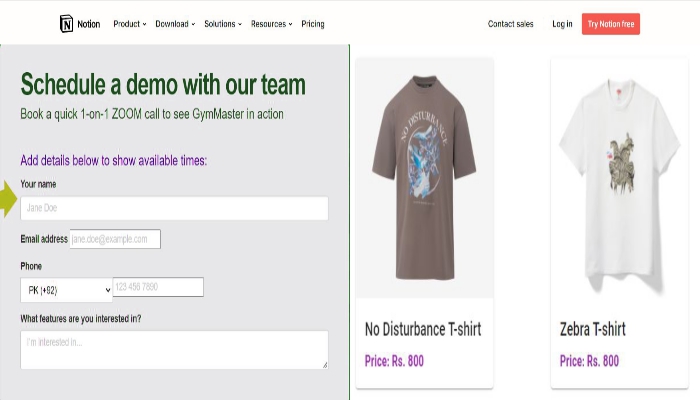 Notion Product Download Solutions Resources Pricing Contact sales Log in Try Notion free
Schedule a demo with our team
Book a quick 1-on-1 ZOOM call to see GymMaster in action
Add details below to show available times:
Your name
Jane Doe
Email address jane.doe@example.com
Phone
PK (+92) 123 456 7890
What features are you interested in?
I'm interested in...
NO DISTURBANCE
No Disturbance T-shirt
Price: Rs. 800
Zebra T-shirt
Price: Rs. 800